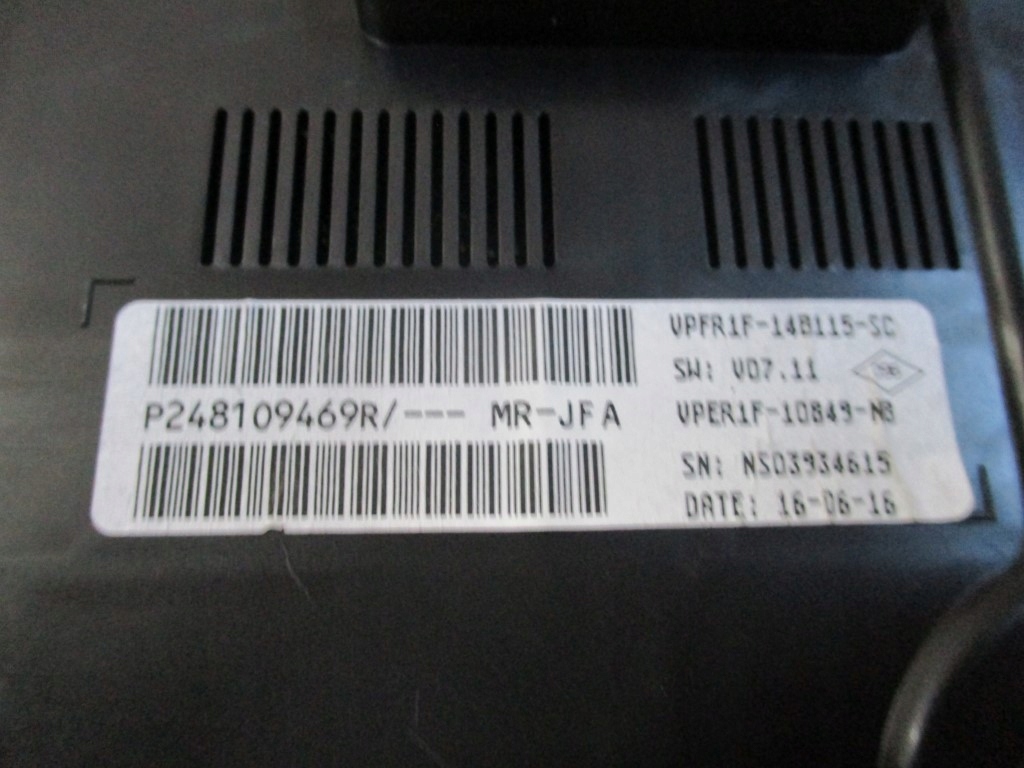 P248109469R/--- MR-JFA
VPFR1F-14B115-SC
SW: V07.11
VPER1F-10849-NB
SN: NS03934615
DATE: 16-06-16